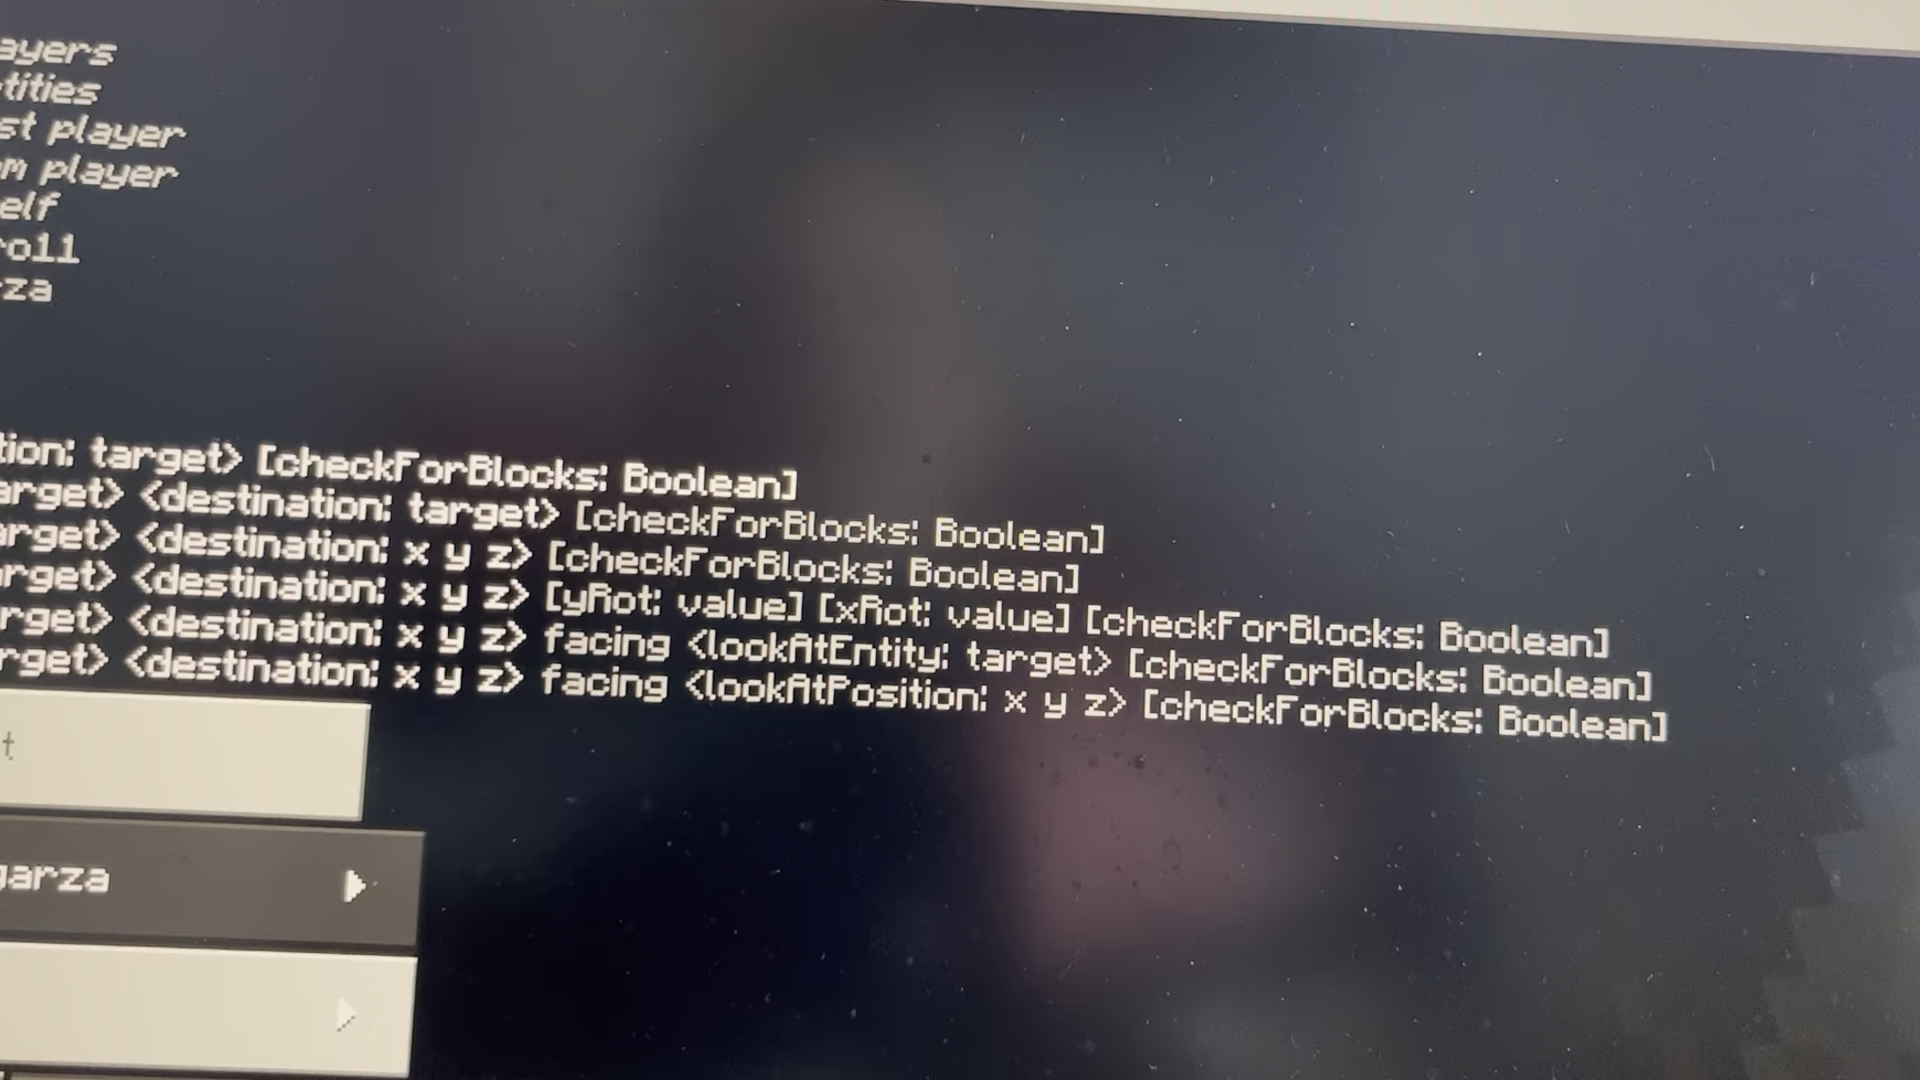 ayers
tities
st player
m player
elf
roll
za
tion: target> [checkForBlocks: Boolean]
arget> <destination: target> [checkForBlocks: Boolean]
arget> <destination: x y z> [checkForBlocks: Boolean]
arget> <destination: x y z> [yRot: value] [xRot: value] [checkForBlocks: Boolean]
rget> <destination: x y z> facing <lookAtEntity: target> [checkForBlocks: Boolean]
rget> <destination: x y z> facing <lookAtPosition: x y z> [checkForBlocks: Boolean]
t
garza